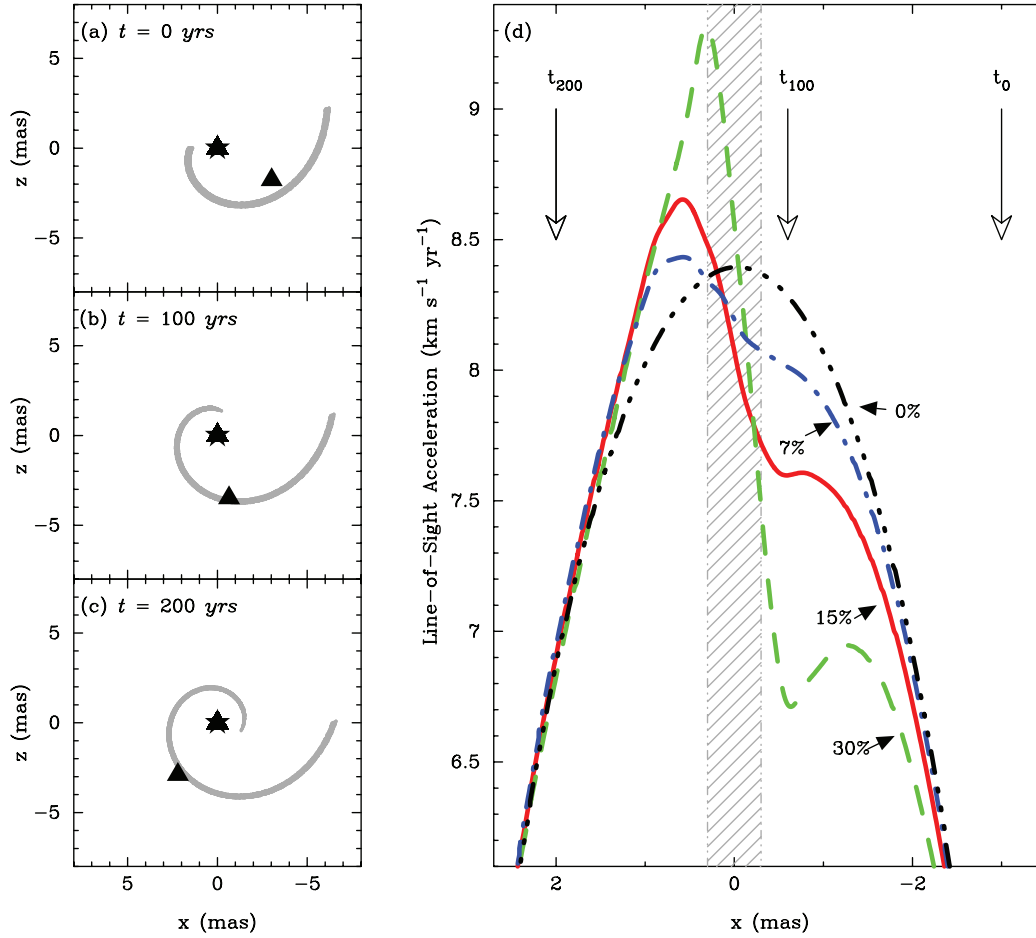 (a) t = 0 yrs
5
0
−5
z (mas)
(b) t = 100 yrs
5
0
−5
z (mas)
(c) t = 200 yrs
5
0
−5
z (mas)
5 0 −5
x (mas)
(d)
t200
t100
t0
9
8.5
8
7.5
7
6.5
Line−of−Sight Acceleration (km s−1 yr−1)
0%
7%
15%
30%
2 0 −2
x (mas)